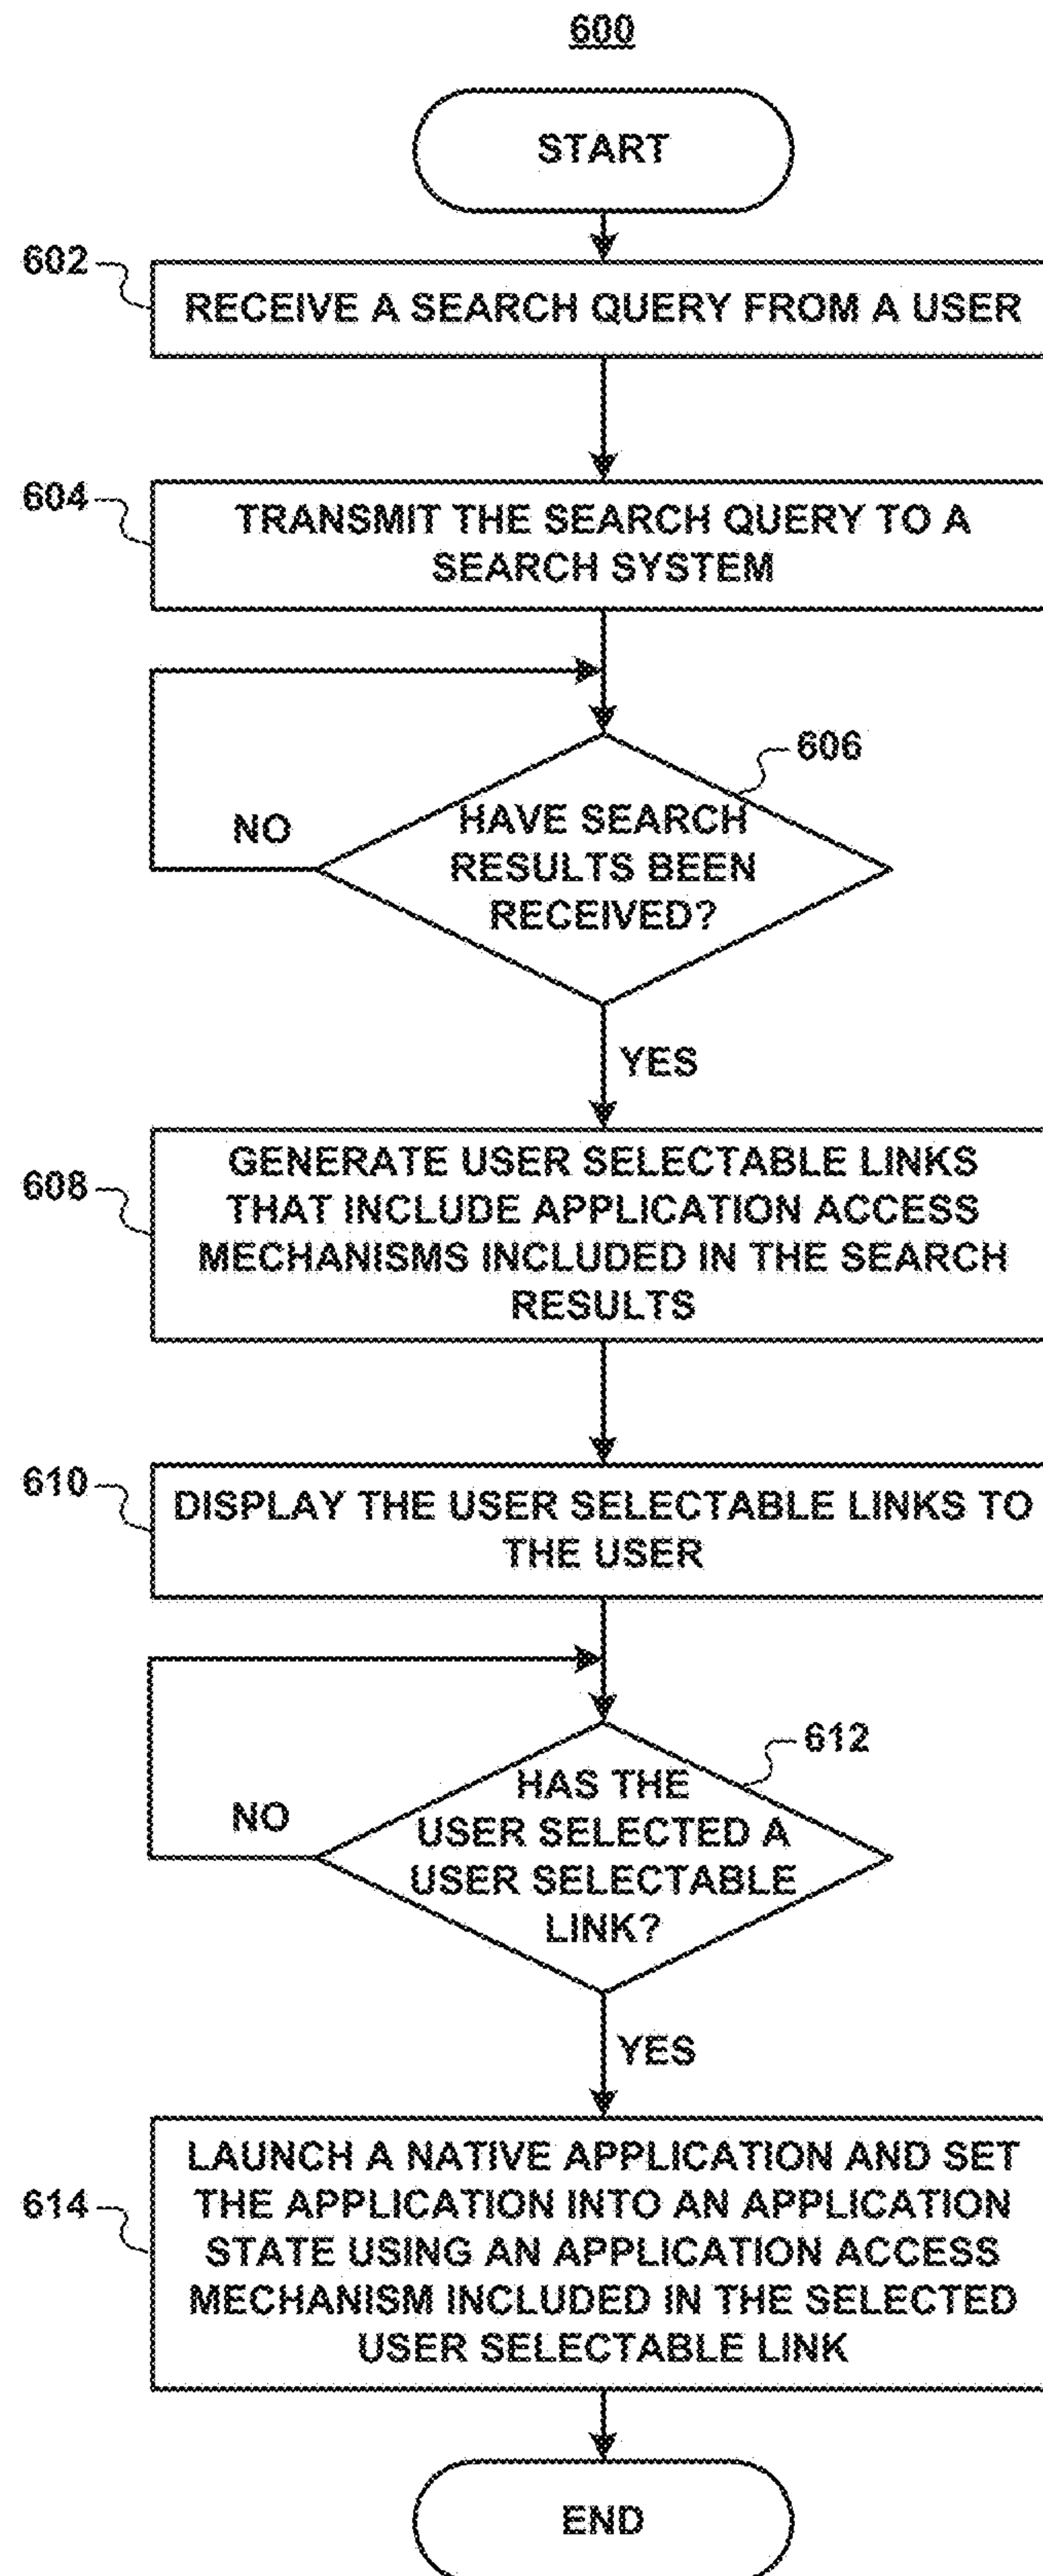 600
START
602
RECEIVE A SEARCH QUERY FROM A USER
604
TRANSMIT THE SEARCH QUERY TO A
SEARCH SYSTEM
606
HAVE SEARCH
RESULTS BEEN
RECEIVED?
NO
YES
608
GENERATE USER SELECTABLE LINKS
THAT INCLUDE APPLICATION ACCESS
MECHANISMS INCLUDED IN THE SEARCH
RESULTS
610
DISPLAY THE USER SELECTABLE LINKS TO
THE USER
612
HAS THE
USER SELECTED A
USER SELECTABLE
LINK?
NO
YES
614
LAUNCH A NATIVE APPLICATION AND SET
THE APPLICATION INTO AN APPLICATION
STATE USING AN APPLICATION ACCESS
MECHANISM INCLUDED IN THE SELECTED
USER SELECTABLE LINK
END